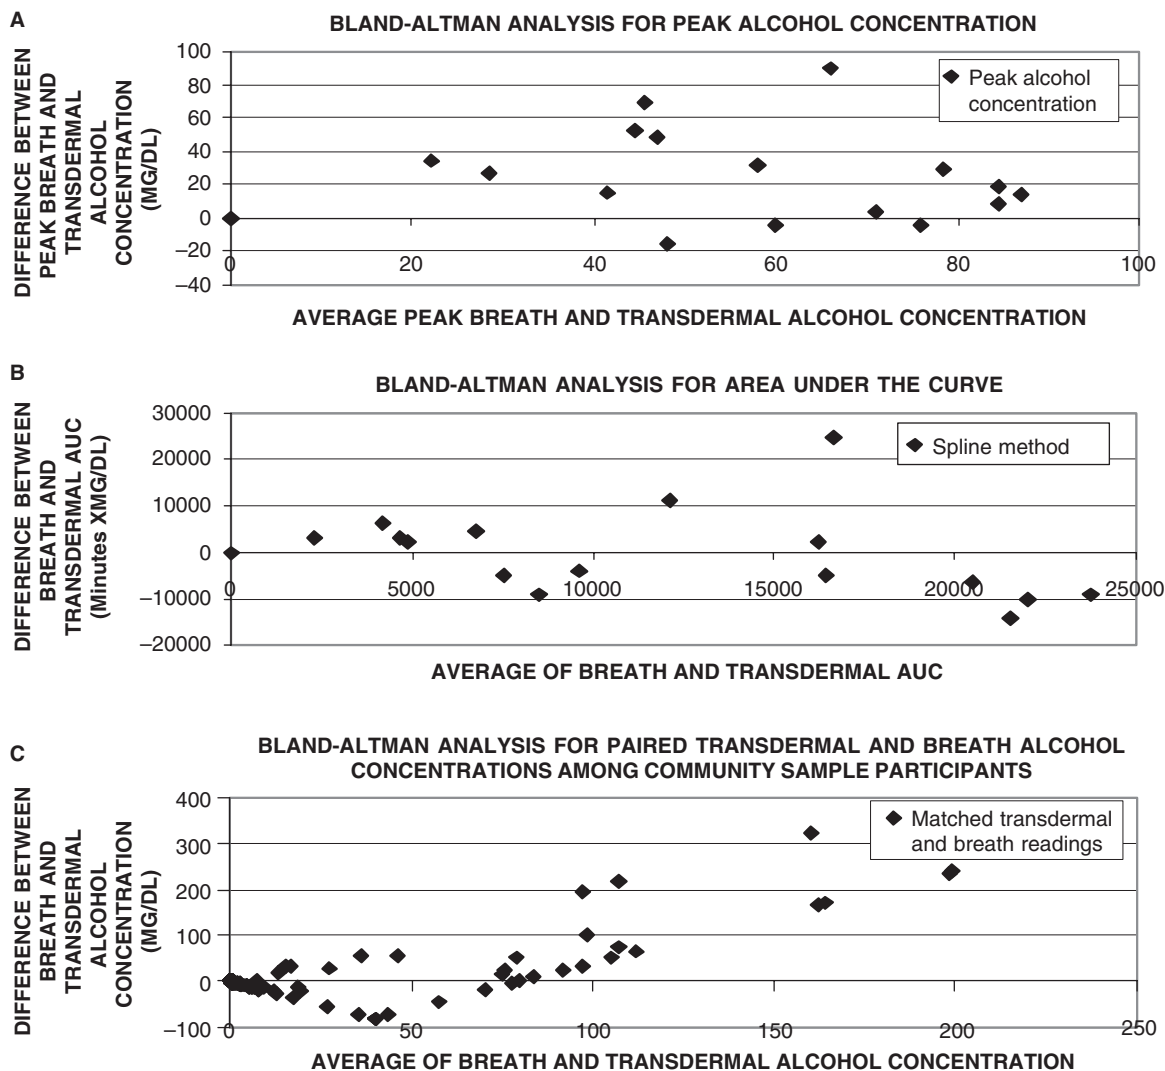 A
BLAND-ALTMAN ANALYSIS FOR PEAK ALCOHOL CONCENTRATION
DIFFERENCE BETWEEN
PEAK BREATH AND
TRANSDERMAL
ALCOHOL
CONCENTRATION
(MG/DL)
100
80
60
40
20
0
–20
–40
Peak alcohol
concentration
0 20 40 60 80 100
AVERAGE PEAK BREATH AND TRANSDERMAL ALCOHOL CONCENTRATION
B
BLAND-ALTMAN ANALYSIS FOR AREA UNDER THE CURVE
DIFFERENCE BETWEEN
BREATH AND
TRANSDERMAL AUC
(Minutes XMG/DL)
30000
20000
10000
0
–10000
–20000
Spline method
0 5000 10000 15000 20000 25000
AVERAGE OF BREATH AND TRANSDERMAL AUC
C
BLAND-ALTMAN ANALYSIS FOR PAIRED TRANSDERMAL AND BREATH ALCOHOL
CONCENTRATIONS AMONG COMMUNITY SAMPLE PARTICIPANTS
DIFFERENCE BETWEEN
BREATH AND
TRANSDERMAL
ALCOHOL
CONCENTRATION
(MG/DL)
400
300
200
100
0
–100
Matched transdermal
and breath readings
0 50 100 150 200 250
AVERAGE OF BREATH AND TRANSDERMAL ALCOHOL CONCENTRATION